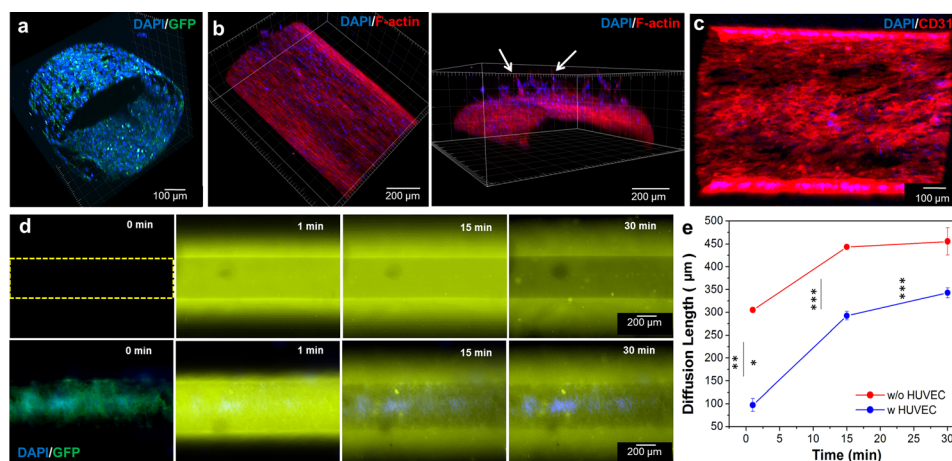 a
DAPI/GFP
100 µm
b
DAPI/F-actin
200 µm
DAPI/F-actin
200 µm
c
DAPI/CD31
100 µm
d
0 min
1 min
15 min
30 min
200 µm
0 min
1 min
15 min
30 min
DAPI/GFP
200 µm
e
Diffusion Length ( µm)
500
450
400
350
300
250
200
150
100
50
**
*
***
***
w/o HUVEC
w HUVEC
0 5 10 15 20 25 30
Time (min)